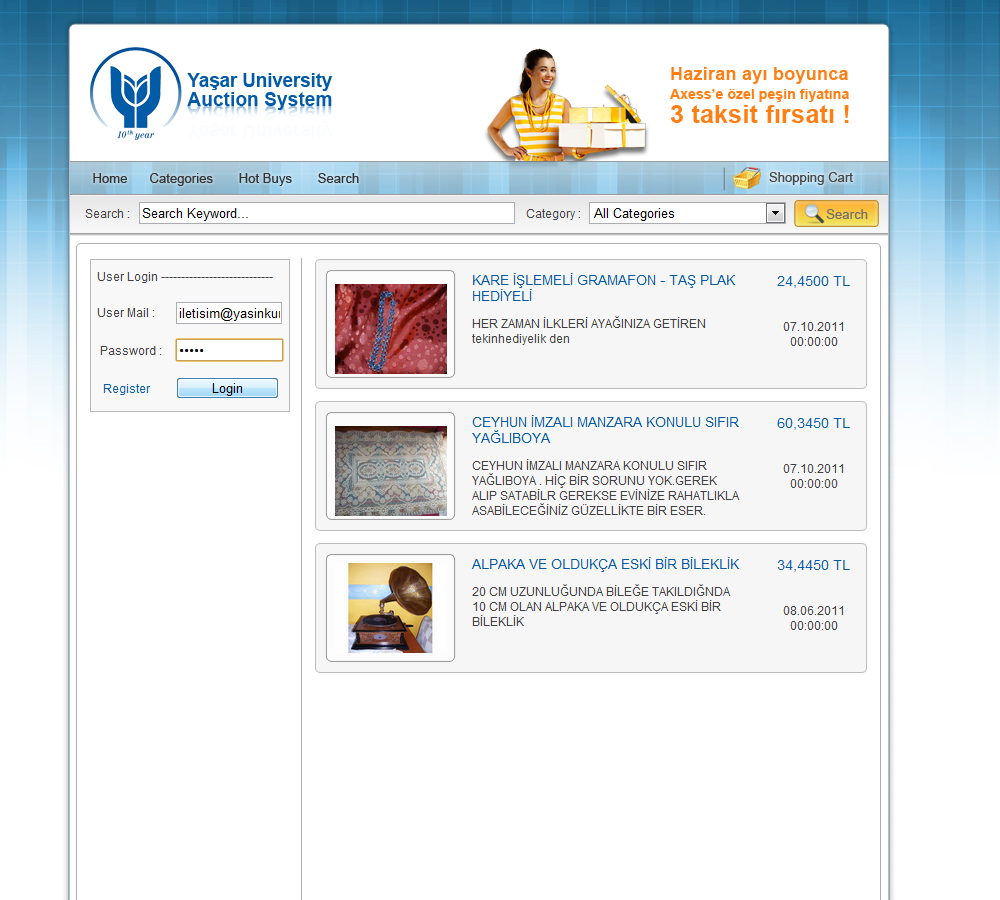 Yaşar University
Auction System
10th year
Haziran ayı boyunca
Axess'e özel peşin fiyatına
3 taksit fırsatı !
Home Categories Hot Buys Search Shopping Cart
Search : Search Keyword... Category : All Categories Search
User Login ----------------------------
User Mail : iletisim@yasinku
Password : •••••
Register Login
KARE İŞLEMELİ GRAMAFON - TAŞ PLAK
HEDİYELİ
24,4500 TL
HER ZAMAN İLKLERİ AYAĞINIZA GETİREN
tekinhediyelik den
07.10.2011
00:00:00
CEYHUN İMZALI MANZARA KONULU SIFIR
YAĞLIBOYA
60,3450 TL
CEYHUN İMZALI MANZARA KONULU SIFIR
YAĞLIBOYA . HİÇ BİR SORUNU YOK.GEREK
ALIP SATABİLR GEREKSE EVİNİZE RAHATLIKLA
ASABİLECEĞİNİZ GÜZELLİKTE BİR ESER.
07.10.2011
00:00:00
ALPAKA VE OLDUKÇA ESKİ BİR BİLEKLİK
34,4450 TL
20 CM UZUNLUĞUNDA BİLEĞE TAKILDIĞNDA
10 CM OLAN ALPAKA VE OLDUKÇA ESKİ BİR
BİLEKLİK
08.06.2011
00:00:00